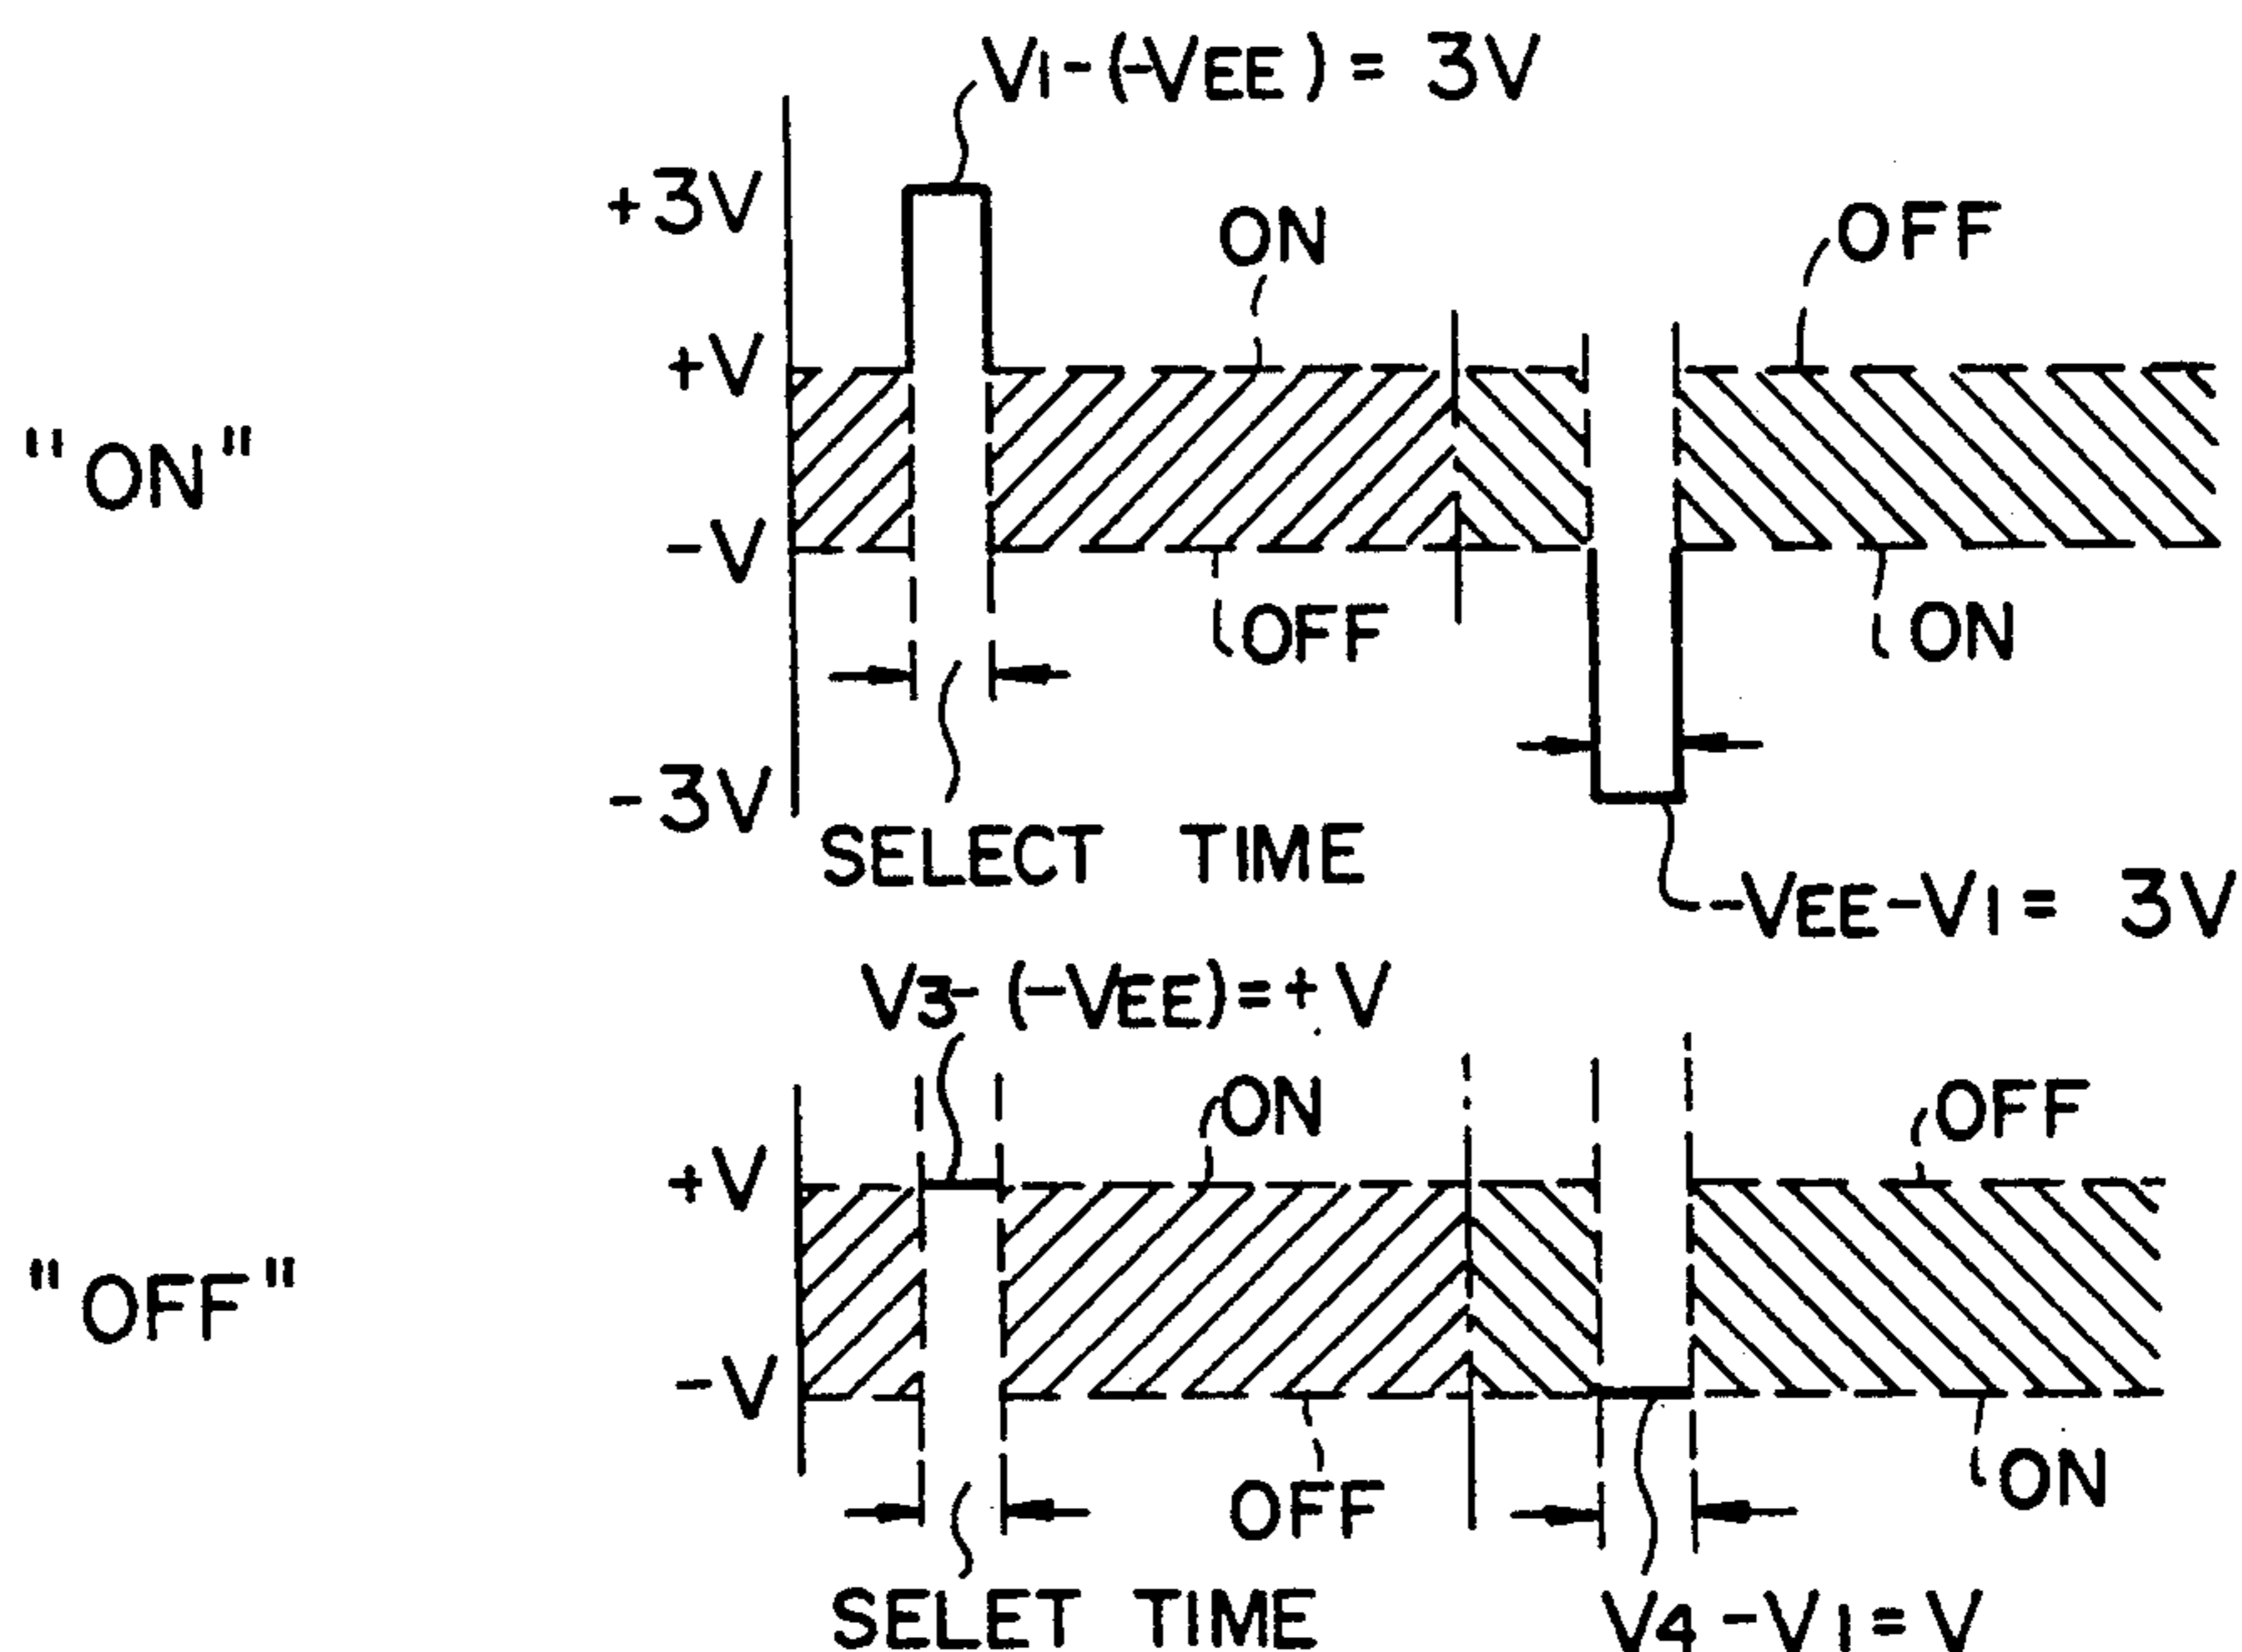 V1-(-VEE) = 3V
+3V
ON
OFF
+V
"ON"
-V
OFF
ON
-3V
SELECT TIME
-VEE-V1 = 3V
V3-(-VEE)=+V
ON
OFF
+V
"OFF"
-V
OFF
ON
SELET TIME
V4-V1=V